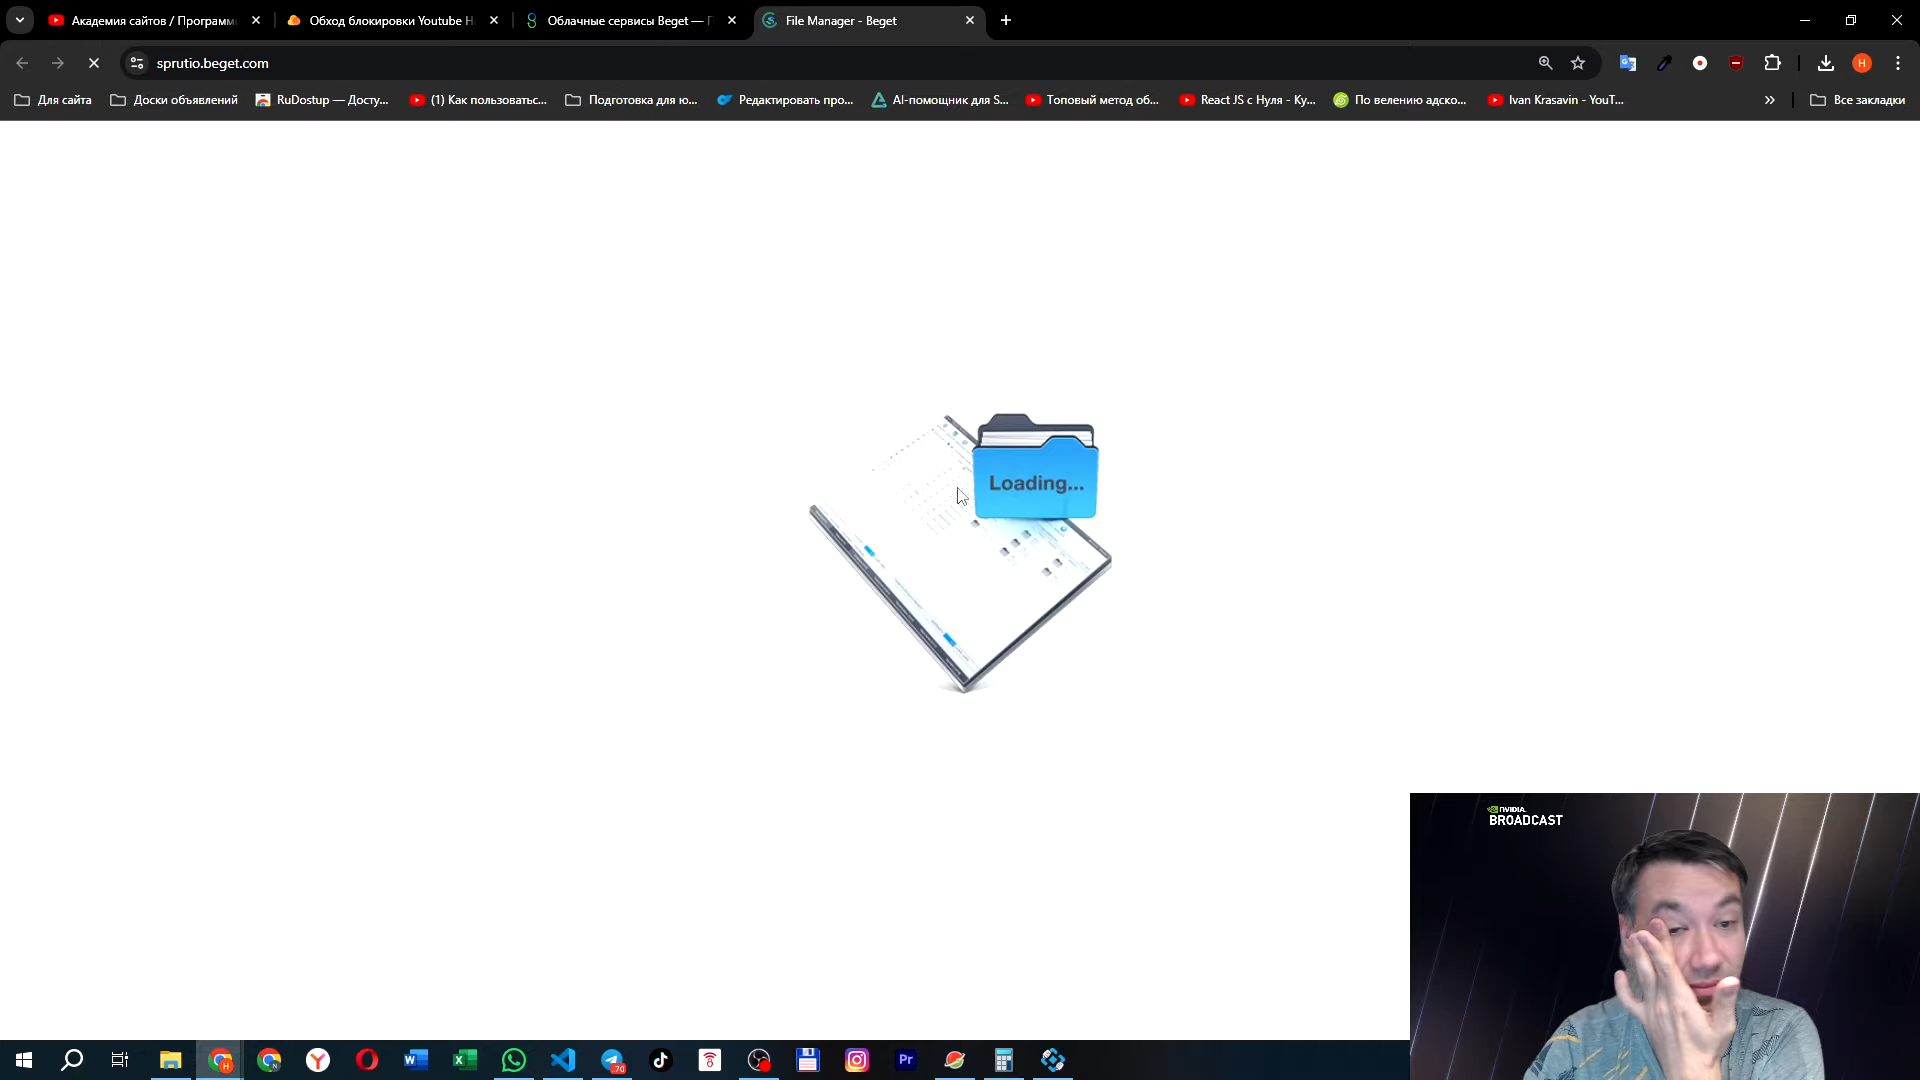 Академия сайтов / Программ
Обход блокировки Youtube Н
Облачные сервисы Beget — П
File Manager - Beget
sprutio.beget.com
Н
Для сайта
Доски объявлений
RuDostup — Досту...
(1) Как пользоватьс...
Подготовка для ю...
Редактировать про...
AI-помощник для S...
Топовый метод об...
React JS с Нуля - Ку...
По велению адско...
Ivan Krasavin - YouT...
Все закладки
Loading...
NVIDIA.
BROADCAST
70
Pr